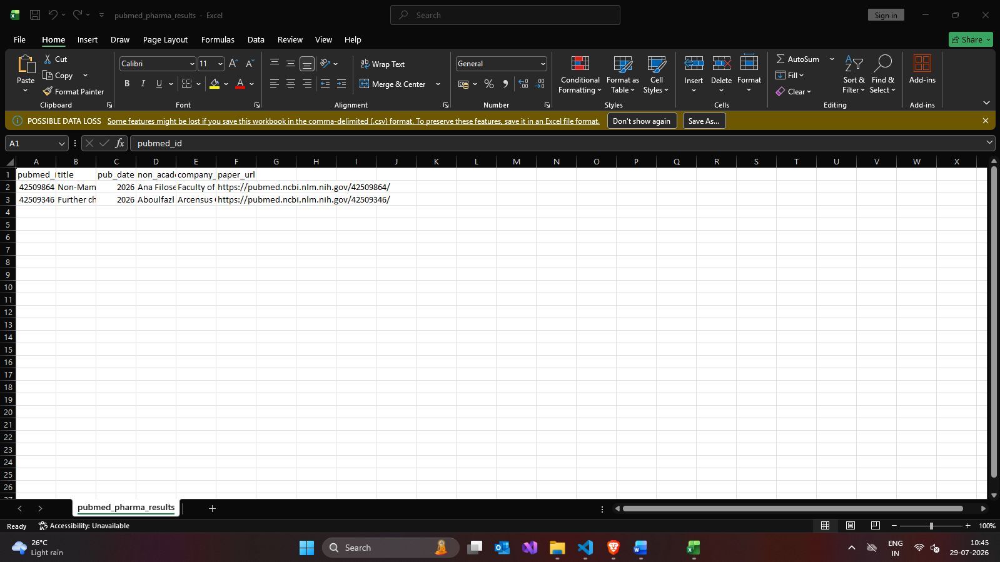 pubmed_pharma_results - Excel
Search
Sign in
File Home Insert Draw Page Layout Formulas Data Review View Help
Share
Paste
Cut
Copy
Format Painter
Clipboard
Calibri 11
B I U
Font
Wrap Text
Merge & Center
Alignment
General
Number
Conditional Formatting
Format as Table
Cell Styles
Styles
Insert Delete Format
Cells
AutoSum
Fill
Clear
Sort & Filter
Find & Select
Editing
Add-ins
Add-ins
POSSIBLE DATA LOSS Some features might be lost if you save this workbook in the comma-delimited (.csv) format. To preserve these features, save it in an Excel file format. Don't show again Save As...
A1 fx pubmed_id
A B C D E F G H I J K L M N O P Q R S T U V W X
1 pubmed_i title pub_date non_acade company_ paper_url
2 42509864 Non-Mam 2026 Ana Filose Faculty of https://pubmed.ncbi.nlm.nih.gov/42509864/
3 42509346 Further ch 2026 Aboulfazl Arcensus https://pubmed.ncbi.nlm.nih.gov/42509346/
4
5
6
7
8
9
10
11
12
13
14
15
16
17
18
19
20
21
22
23
24
25
26
27
pubmed_pharma_results
Ready Accessibility: Unavailable 100%
26°C
Light rain
Search
ENG
IN
10:45
29-07-2026